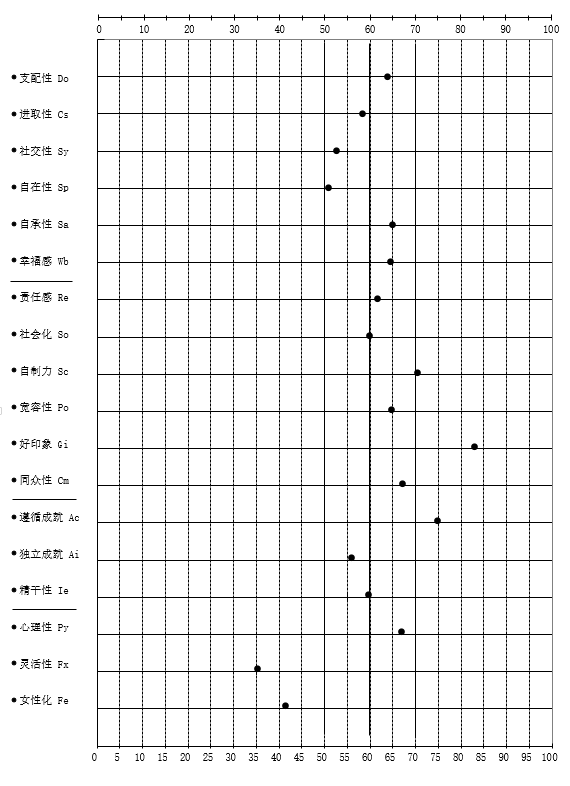 0 10 20 30 40 50 60 70 80 90 100
● 支配性 Do
● 进取性 Cs
● 社交性 Sy
● 自在性 Sp
● 自承性 Sa
● 幸福感 Wb
● 责任感 Re
● 社会化 So
● 自制力 Sc
● 宽容性 Po
● 好印象 Gi
● 同众性 Cm
● 遵循成就 Ac
● 独立成就 Ai
● 精干性 Ie
● 心理性 Py
● 灵活性 Fx
● 女性化 Fe
0 5 10 15 20 25 30 35 40 45 50 55 60 65 70 75 80 85 90 95 100